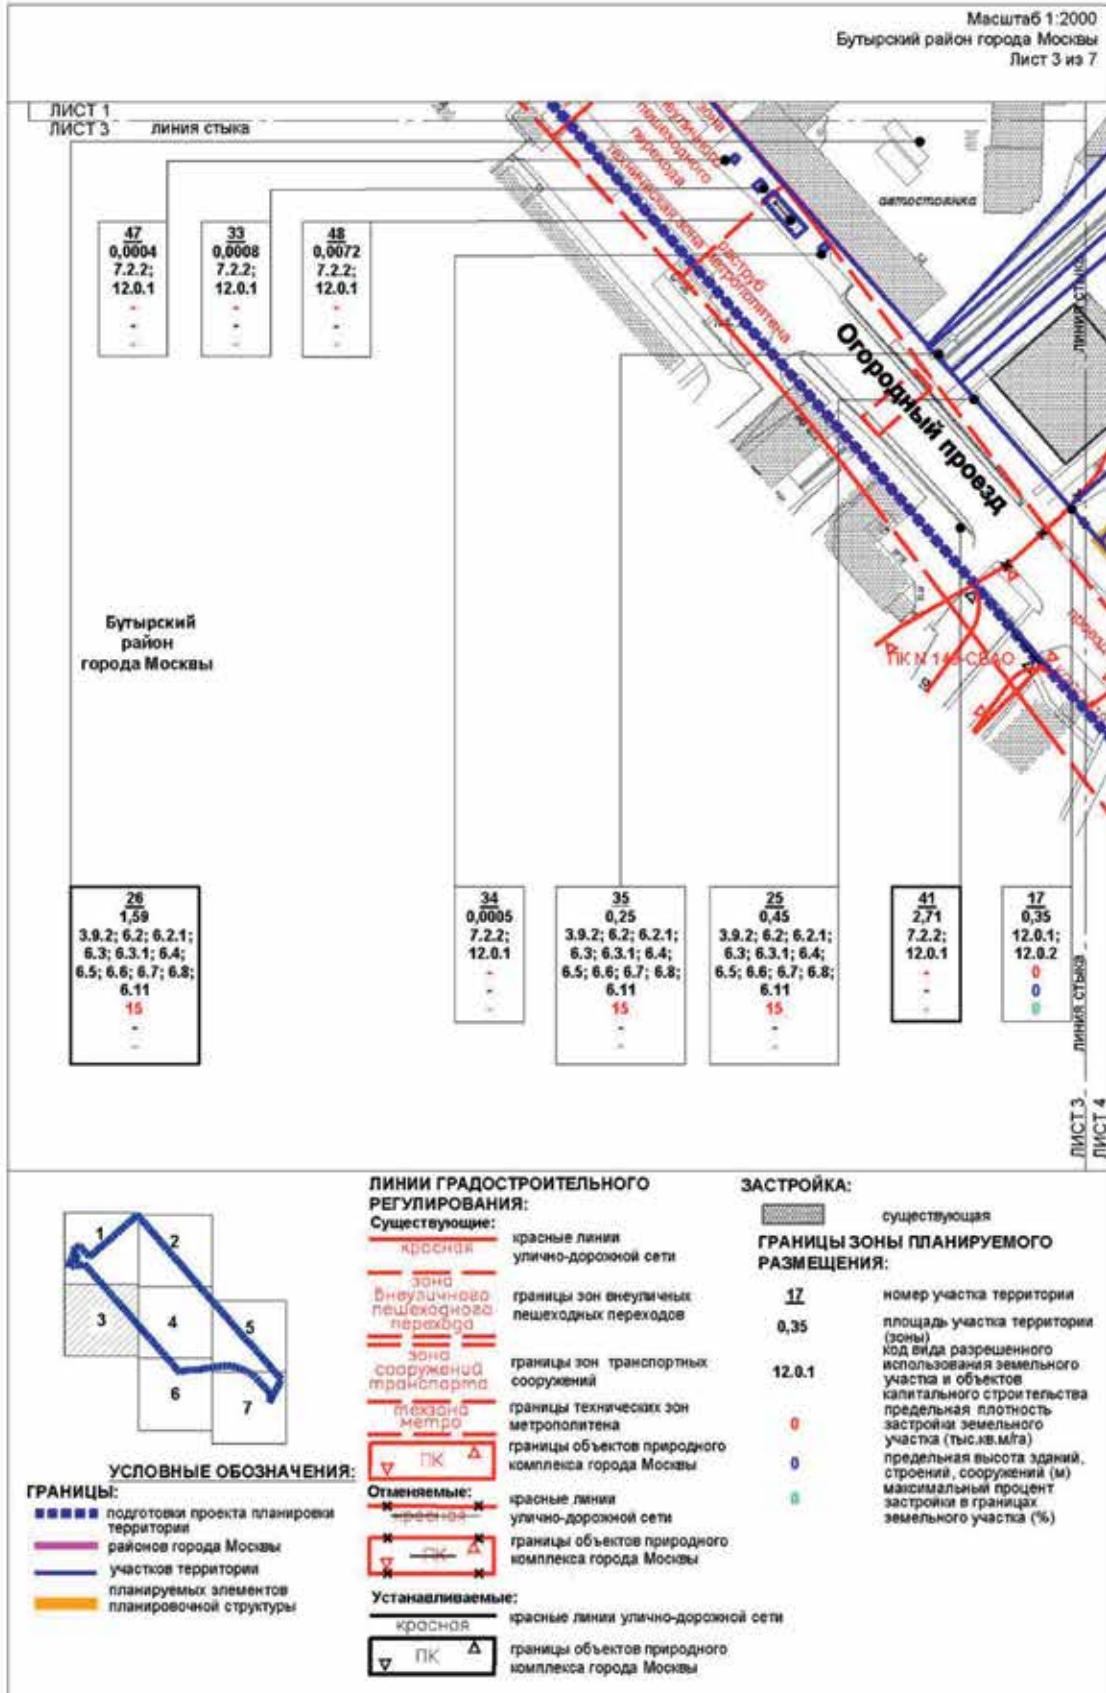 Масштаб 1:2000
Бутырский район города Москвы
Лист 3 из 7
ЛИСТ 1
ЛИСТ 3
линия стыка
зона
внеуличного
пешеходного
перехода
техническая зона метрополитена
раструб
автостоянка
Огородный проезд
линия стыка
ПК N 149-СВАО
47
0,0004
7.2.2;
12.0.1
-
-
-
33
0,0008
7.2.2;
12.0.1
-
-
-
48
0,0072
7.2.2;
12.0.1
-
-
-
Бутырский
район
города Москвы
26
1,59
3.9.2; 6.2; 6.2.1;
6.3; 6.3.1; 6.4;
6.5; 6.6; 6.7; 6.8;
6.11
15
-
-
34
0,0005
7.2.2;
12.0.1
-
-
-
35
0,25
3.9.2; 6.2; 6.2.1;
6.3; 6.3.1; 6.4;
6.5; 6.6; 6.7; 6.8;
6.11
15
-
-
25
0,45
3.9.2; 6.2; 6.2.1;
6.3; 6.3.1; 6.4;
6.5; 6.6; 6.7; 6.8;
6.11
15
-
-
41
2,71
7.2.2;
12.0.1
-
-
-
17
0,35
12.0.1;
12.0.2
0
0
0
линия стыка
ЛИСТ 3
ЛИСТ 4
1
2
3
4
5
6
7
УСЛОВНЫЕ ОБОЗНАЧЕНИЯ:
ГРАНИЦЫ:
подготовки проекта планировки
территории
районов города Москвы
участков территории
планируемых элементов
планировочной структуры
ЛИНИИ ГРАДОСТРОИТЕЛЬНОГО
РЕГУЛИРОВАНИЯ:
Существующие:
красная
красные линии
улично-дорожной сети
зона
внеуличного
пешеходного
перехода
границы зон внеуличных
пешеходных переходов
зона
сооружений
транспорта
границы зон транспортных
сооружений
техзона
метро
границы технических зон
метрополитена
ПК
границы объектов природного
комплекса города Москвы
Отменяемые:
красная
красные линии
улично-дорожной сети
ПК
границы объектов природного
комплекса города Москвы
Устанавливаемые:
красная
красные линии улично-дорожной сети
ПК
границы объектов природного
комплекса города Москвы
ЗАСТРОЙКА:
существующая
ГРАНИЦЫ ЗОНЫ ПЛАНИРУЕМОГО
РАЗМЕЩЕНИЯ:
17
номер участка территории
0,35
площадь участка территории
(зоны)
12.0.1
код вида разрешенного
использования земельного
участка и объектов
капитального строительства
0
предельная плотность
застройки земельного
участка (тыс.кв.м/га)
0
предельная высота зданий,
строений, сооружений (м)
0
максимальный процент
застройки в границах
земельного участка (%)